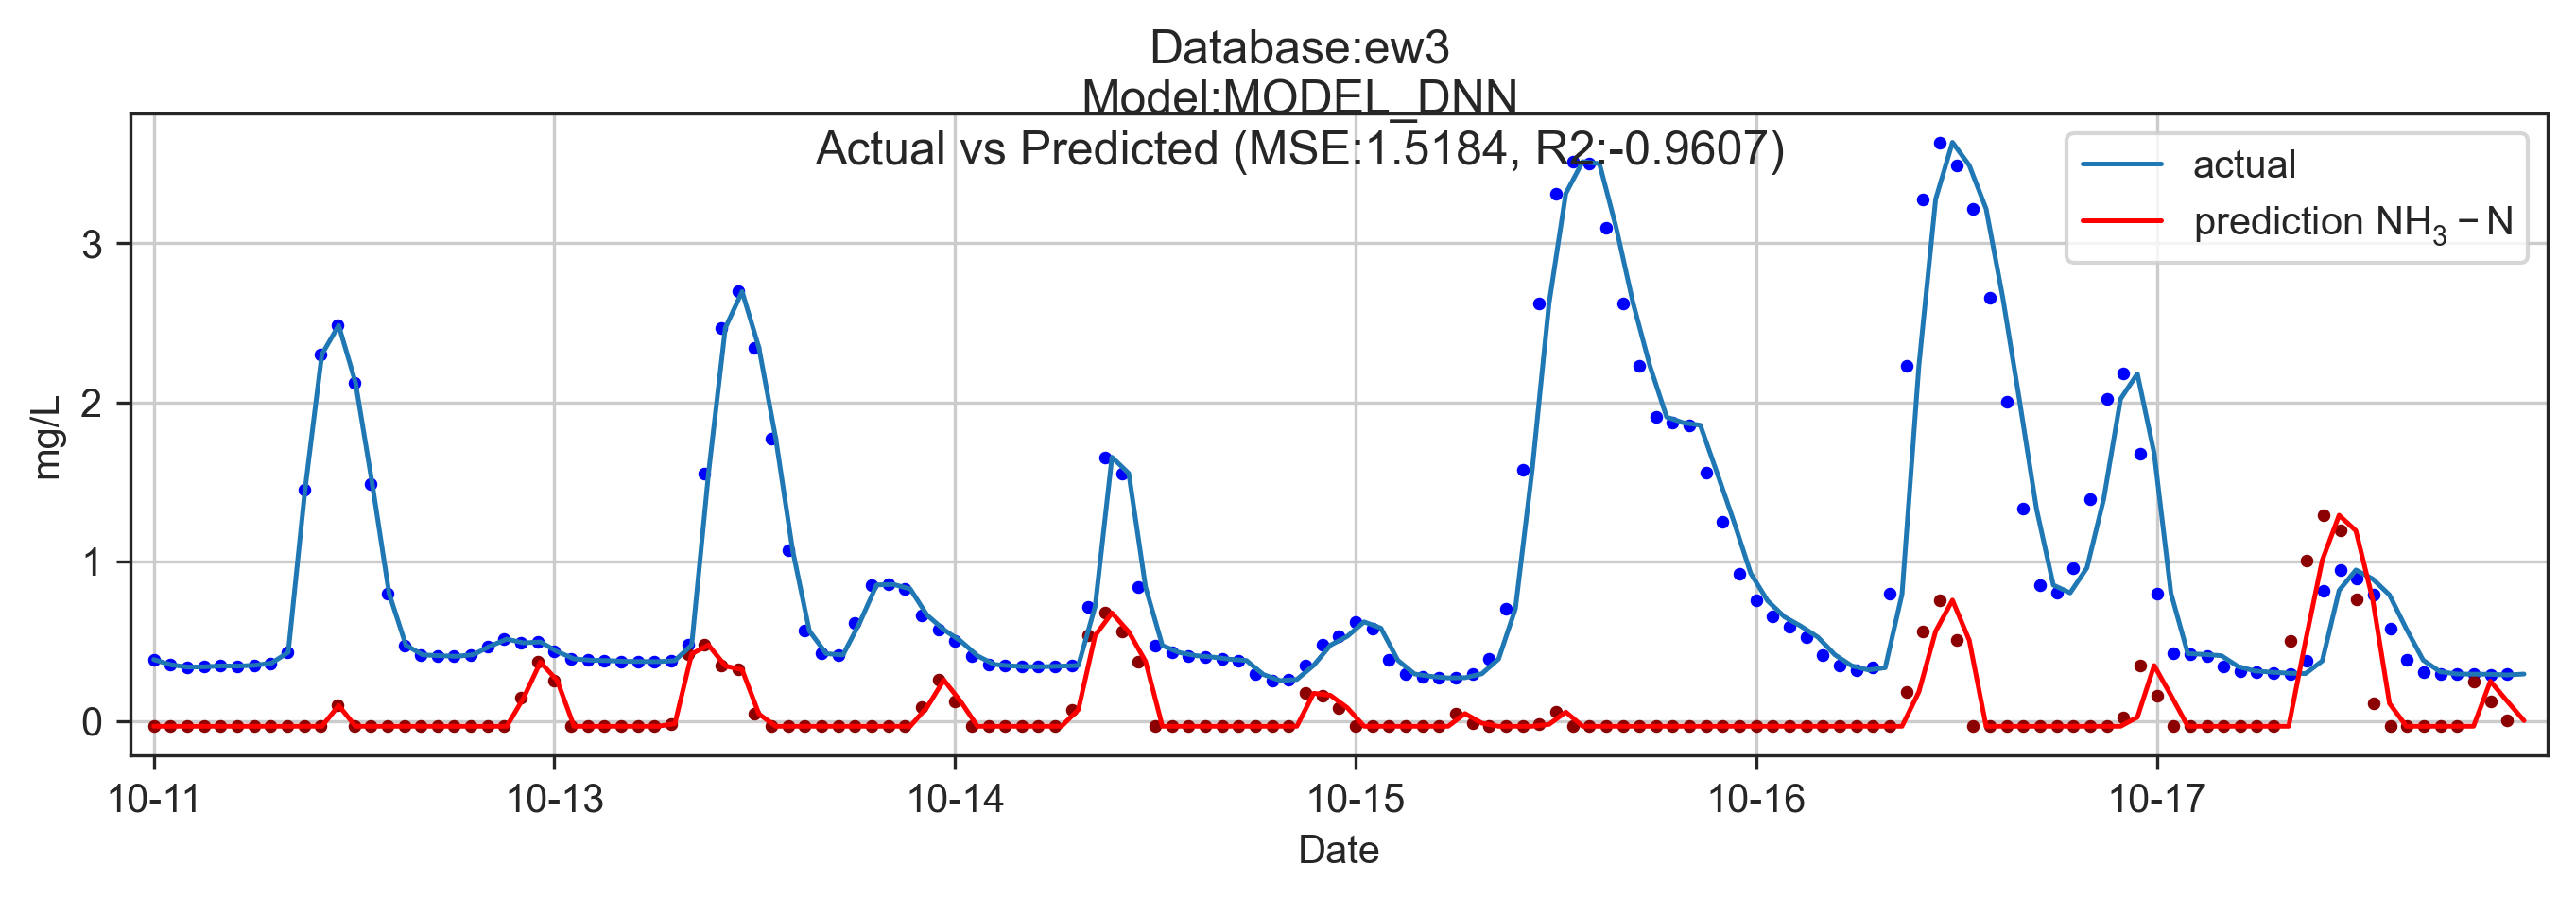 Database:ew3
Model:MODEL_DNN
Actual vs Predicted (MSE:1.5184, R2:-0.9607)
actual
prediction NH₃ − N
mg/L
3
2
1
0
10-11 10-13 10-14 10-15 10-16 10-17
Date